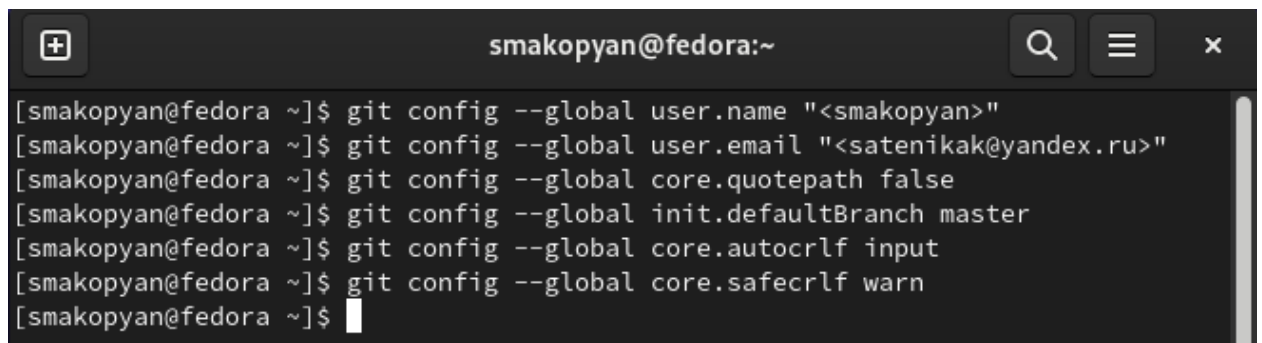 smakopyan@fedora:~
[smakopyan@fedora ~]$ git config --global user.name "<smakopyan>"
[smakopyan@fedora ~]$ git config --global user.email "<satenikak@yandex.ru>"
[smakopyan@fedora ~]$ git config --global core.quotepath false
[smakopyan@fedora ~]$ git config --global init.defaultBranch master
[smakopyan@fedora ~]$ git config --global core.autocrlf input
[smakopyan@fedora ~]$ git config --global core.safecrlf warn
[smakopyan@fedora ~]$